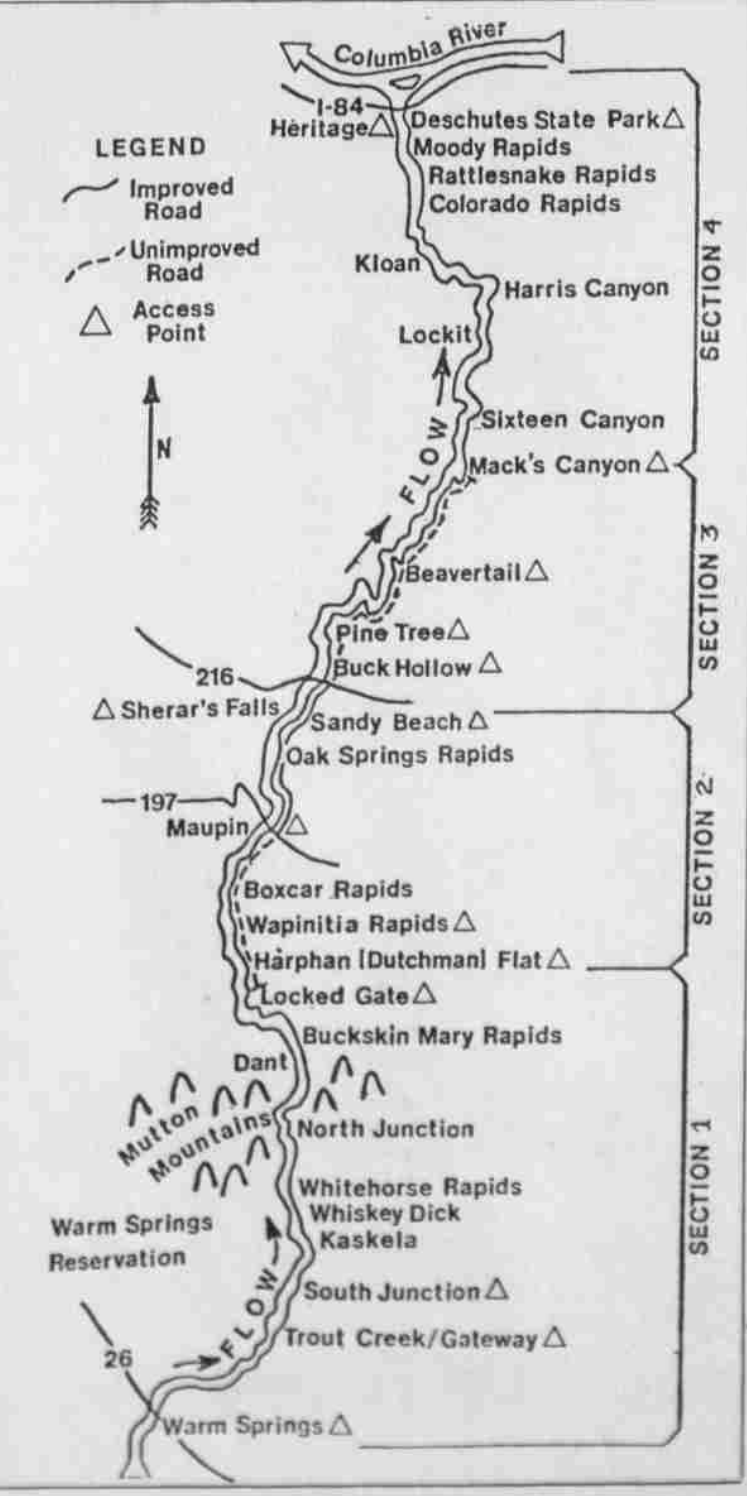 Columbia River
I-84
Heritage
Deschutes State Park
Moody Rapids
Rattlesnake Rapids
Colorado Rapids
LEGEND
Improved
Road
Unimproved
Road
Access
Point
N
Kloan
Harris Canyon
Lockit
FLOW
Sixteen Canyon
Mack's Canyon
SECTION 4
Beavertail
Pine Tree
216
Buck Hollow
SECTION 3
Sherar's Falls
Sandy Beach
Oak Springs Rapids
197
Maupin
Boxcar Rapids
Wapinitia Rapids
Harphan (Dutchman) Flat
SECTION 2
Locked Gate
Buckskin Mary Rapids
Dant
Mutton
Mountains
North Junction
Whitehorse Rapids
Whiskey Dick
Kaskela
Warm Springs
Reservation
FLOW
South Junction
Trout Creek/Gateway
26
Warm Springs
SECTION 1